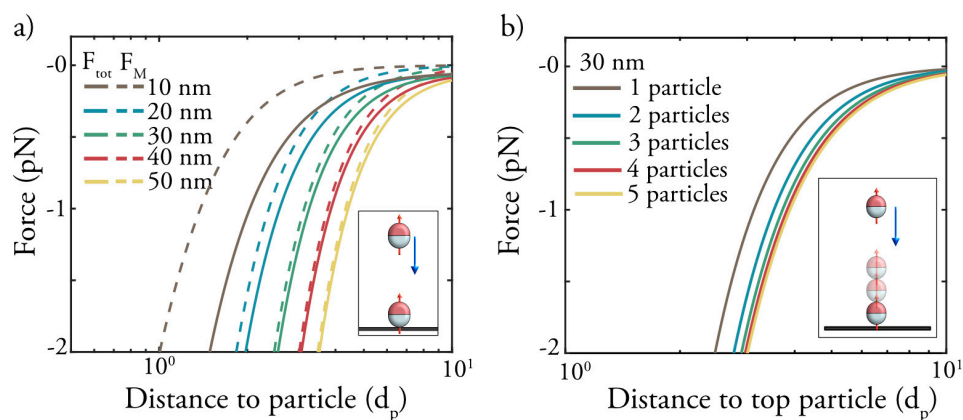 a)
F_tot F_M
10 nm
20 nm
30 nm
40 nm
50 nm
-0
-1
-2
Force (pN)
10^0
10^1
Distance to particle (d_p)
b)
30 nm
1 particle
2 particles
3 particles
4 particles
5 particles
-0
-1
-2
Force (pN)
10^0
10^1
Distance to top particle (d_p)